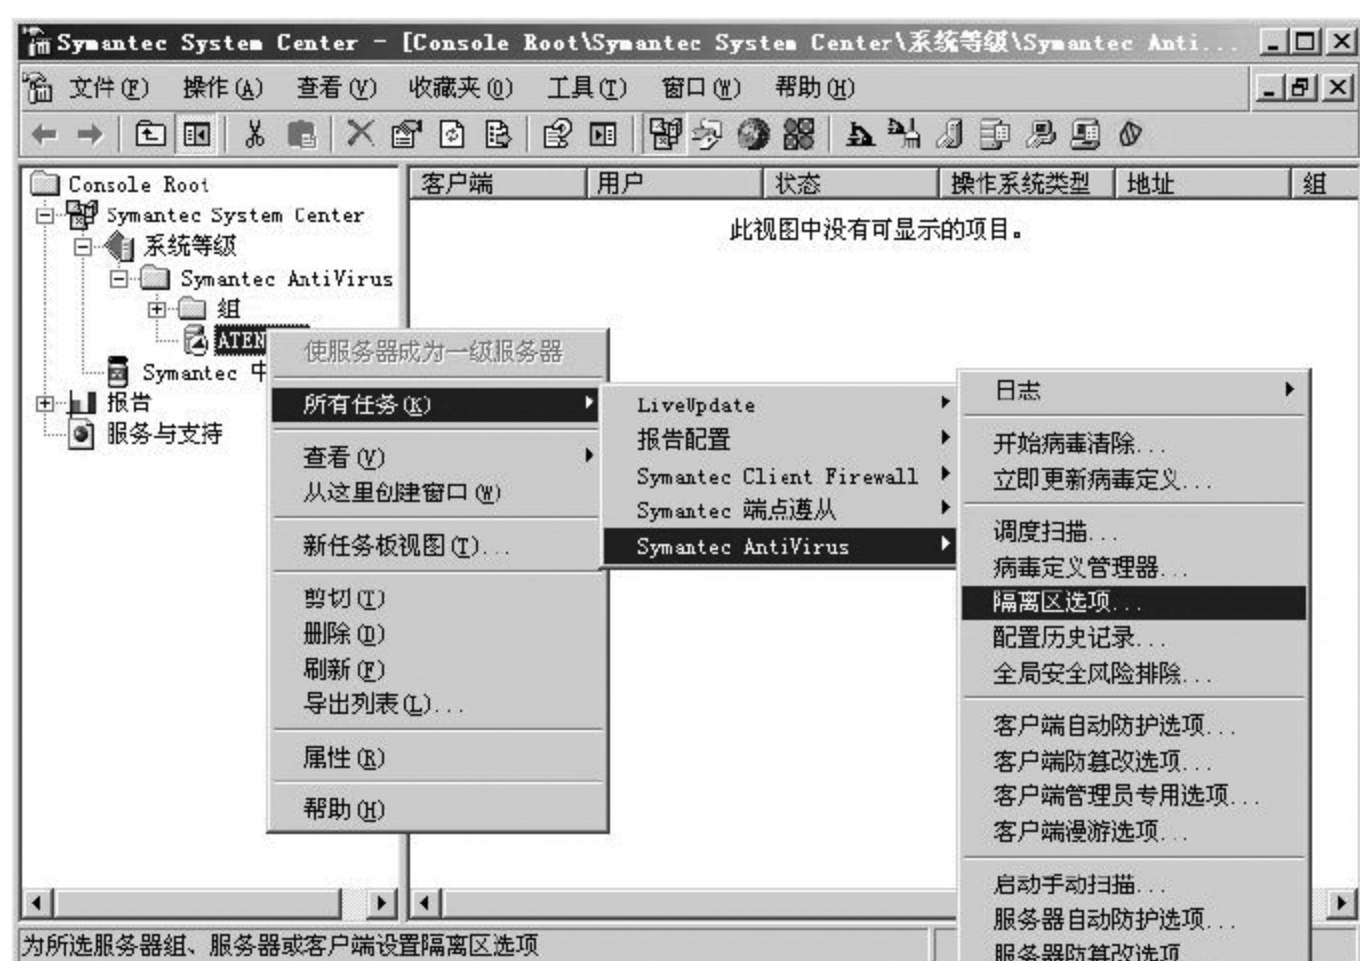 Symantec System Center - [Console Root\Symantec System Center\系统等级\Symantec Anti...
文件(F) 操作(A) 查看(V) 收藏夹(O) 工具(T) 窗口(W) 帮助(H)
Console Root
Symantec System Center
系统等级
Symantec AntiVirus
组
ATEN
Symantec 中
报告
服务与支持
客户端 用户 状态 操作系统类型 地址 组
此视图中没有可显示的项目。
使服务器成为一级服务器
所有任务(K)
查看(V)
从这里创建窗口(W)
新任务板视图(T)...
剪切(T)
删除(D)
刷新(F)
导出列表(L)...
属性(R)
帮助(H)
LiveUpdate
报告配置
Symantec Client Firewall
Symantec 端点遵从
Symantec AntiVirus
日志
开始病毒清除...
立即更新病毒定义...
调度扫描...
病毒定义管理器...
隔离区选项...
配置历史记录...
全局安全风险排除...
客户端自动防护选项...
客户端防篡改选项...
客户端管理员专用选项...
客户端漫游选项...
启动手动扫描...
服务器自动防护选项...
服务器防篡改选项
为所选服务器组、服务器或客户端设置隔离区选项